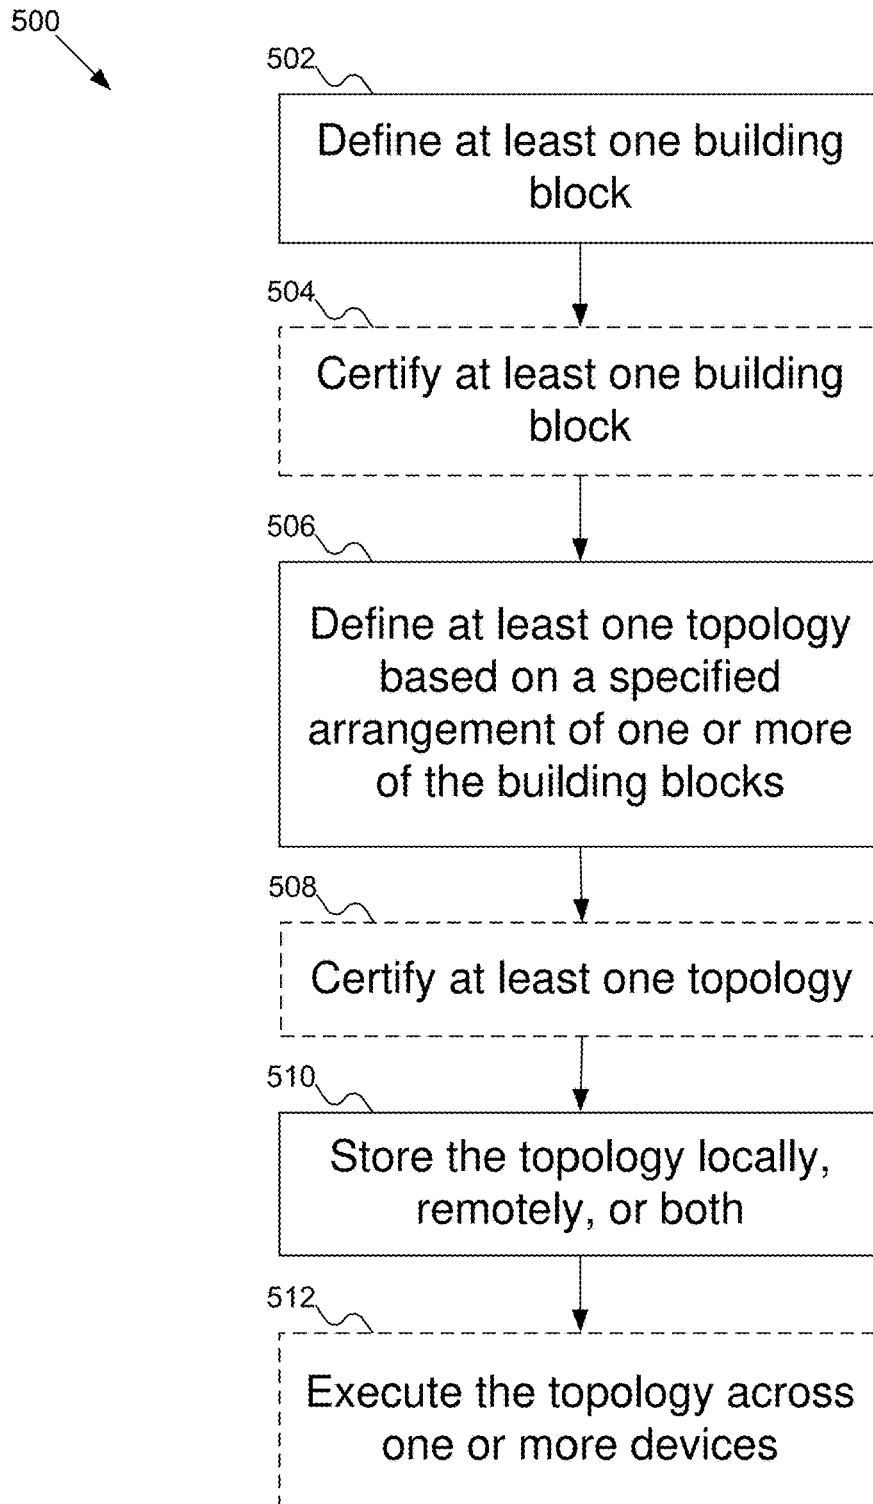 500
502
Define at least one building
block
504
Certify at least one building
block
506
Define at least one topology
based on a specified
arrangement of one or more
of the building blocks
508
Certify at least one topology
510
Store the topology locally,
remotely, or both
512
Execute the topology across
one or more devices